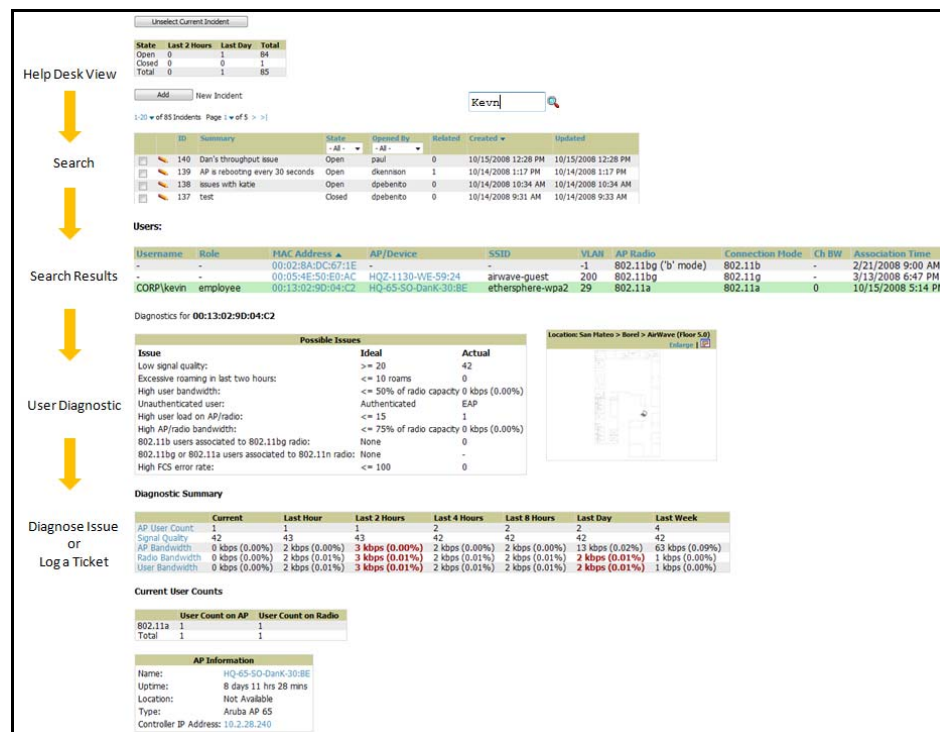 Unselect Current Incident
State Last 2 Hours Last Day Total
Open 0 1 84
Closed 0 0 1
Total 0 1 85
Help Desk View
Add New Incident
Kevn
1-20 of 85 Incidents Page 1 of 5 > >|
ID Summary State Opened By Related Created Updated
- All - - All -
Search
140 Dan's throughput issue Open paul 0 10/15/2008 12:28 PM 10/15/2008 12:28 PM
139 AP is rebooting every 30 seconds Open dkennison 1 10/14/2008 1:17 PM 10/14/2008 1:17 PM
138 issues with katie Open dpebenito 0 10/14/2008 10:34 AM 10/14/2008 10:34 AM
137 test Closed dpebenito 0 10/14/2008 9:31 AM 10/14/2008 9:33 AM
Users:
Username Role MAC Address AP/Device SSID VLAN AP Radio Connection Mode Ch BW Association Time
- - 00:02:8A:DC:67:1E - - -1 802.11bg ('b' mode) 802.11b - 2/21/2008 9:00 AM
Search Results
- - 00:05:4E:50:E0:AC HQZ-1130-WE-59:24 airwave-guest 200 802.11bg 802.11g - 3/13/2008 6:47 PM
CORP\kevin employee 00:13:02:9D:04:C2 HQ-65-SO-DanK-30:BE ethersphere-wpa2 29 802.11a 802.11a 0 10/15/2008 5:14 PM
Diagnostics for 00:13:02:9D:04:C2
Possible Issues
Issue Ideal Actual
Low signal quality: >= 20 42
Excessive roaming in last two hours: <= 10 roams 0
High user bandwidth: <= 50% of radio capacity 0 kbps (0.00%)
Unauthenticated user: Authenticated EAP
High user load on AP/radio: <= 15 1
High AP/radio bandwidth: <= 75% of radio capacity 0 kbps (0.00%)
802.11b users associated to 802.11bg radio: None 0
802.11bg or 802.11a users associated to 802.11n radio: None -
High FCS error rate: <= 100 0
Location: San Mateo > Borel > AirWave (Floor 5.0)
Enlarge |
User Diagnostic
Diagnostic Summary
Current Last Hour Last 2 Hours Last 4 Hours Last 8 Hours Last Day Last Week
AP User Count 1 1 1 2 2 2 4
Signal Quality 42 43 43 42 42 42 42
AP Bandwidth 0 kbps (0.00%) 2 kbps (0.00%) 3 kbps (0.00%) 2 kbps (0.00%) 2 kbps (0.00%) 13 kbps (0.02%) 63 kbps (0.09%)
Radio Bandwidth 0 kbps (0.00%) 2 kbps (0.01%) 3 kbps (0.01%) 2 kbps (0.01%) 2 kbps (0.01%) 2 kbps (0.01%) 1 kbps (0.00%)
User Bandwidth 0 kbps (0.00%) 2 kbps (0.01%) 3 kbps (0.01%) 2 kbps (0.01%) 2 kbps (0.01%) 2 kbps (0.01%) 1 kbps (0.00%)
Diagnose Issue
or
Log a Ticket
Current User Counts
User Count on AP User Count on Radio
802.11a 1 1
Total 1 1
AP Information
Name: HQ-65-SO-DanK-30:BE
Uptime: 8 days 11 hrs 28 mins
Location: Not Available
Type: Aruba AP 65
Controller IP Address: 10.2.28.240